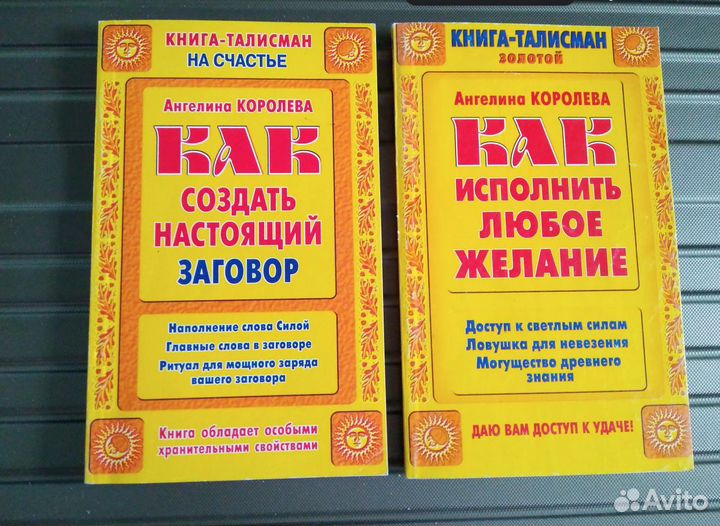 КНИГА-ТАЛИСМАН
НА СЧАСТЬЕ
Ангелина КОРОЛЕВА
КАК
СОЗДАТЬ
НАСТОЯЩИЙ
ЗАГОВОР
Наполнение слова Силой
Главные слова в заговоре
Ритуал для мощного заряда
вашего заговора
Книга обладает особыми
хранительными свойствами
КНИГА-ТАЛИСМАН
ЗОЛОТОЙ
Ангелина КОРОЛЕВА
КАК
ИСПОЛНИТЬ
ЛЮБОЕ
ЖЕЛАНИЕ
Доступ к светлым силам
Ловушка для невезения
Могущество древнего
знания
ДАЮ ВАМ ДОСТУП К УДАЧЕ!
Avito